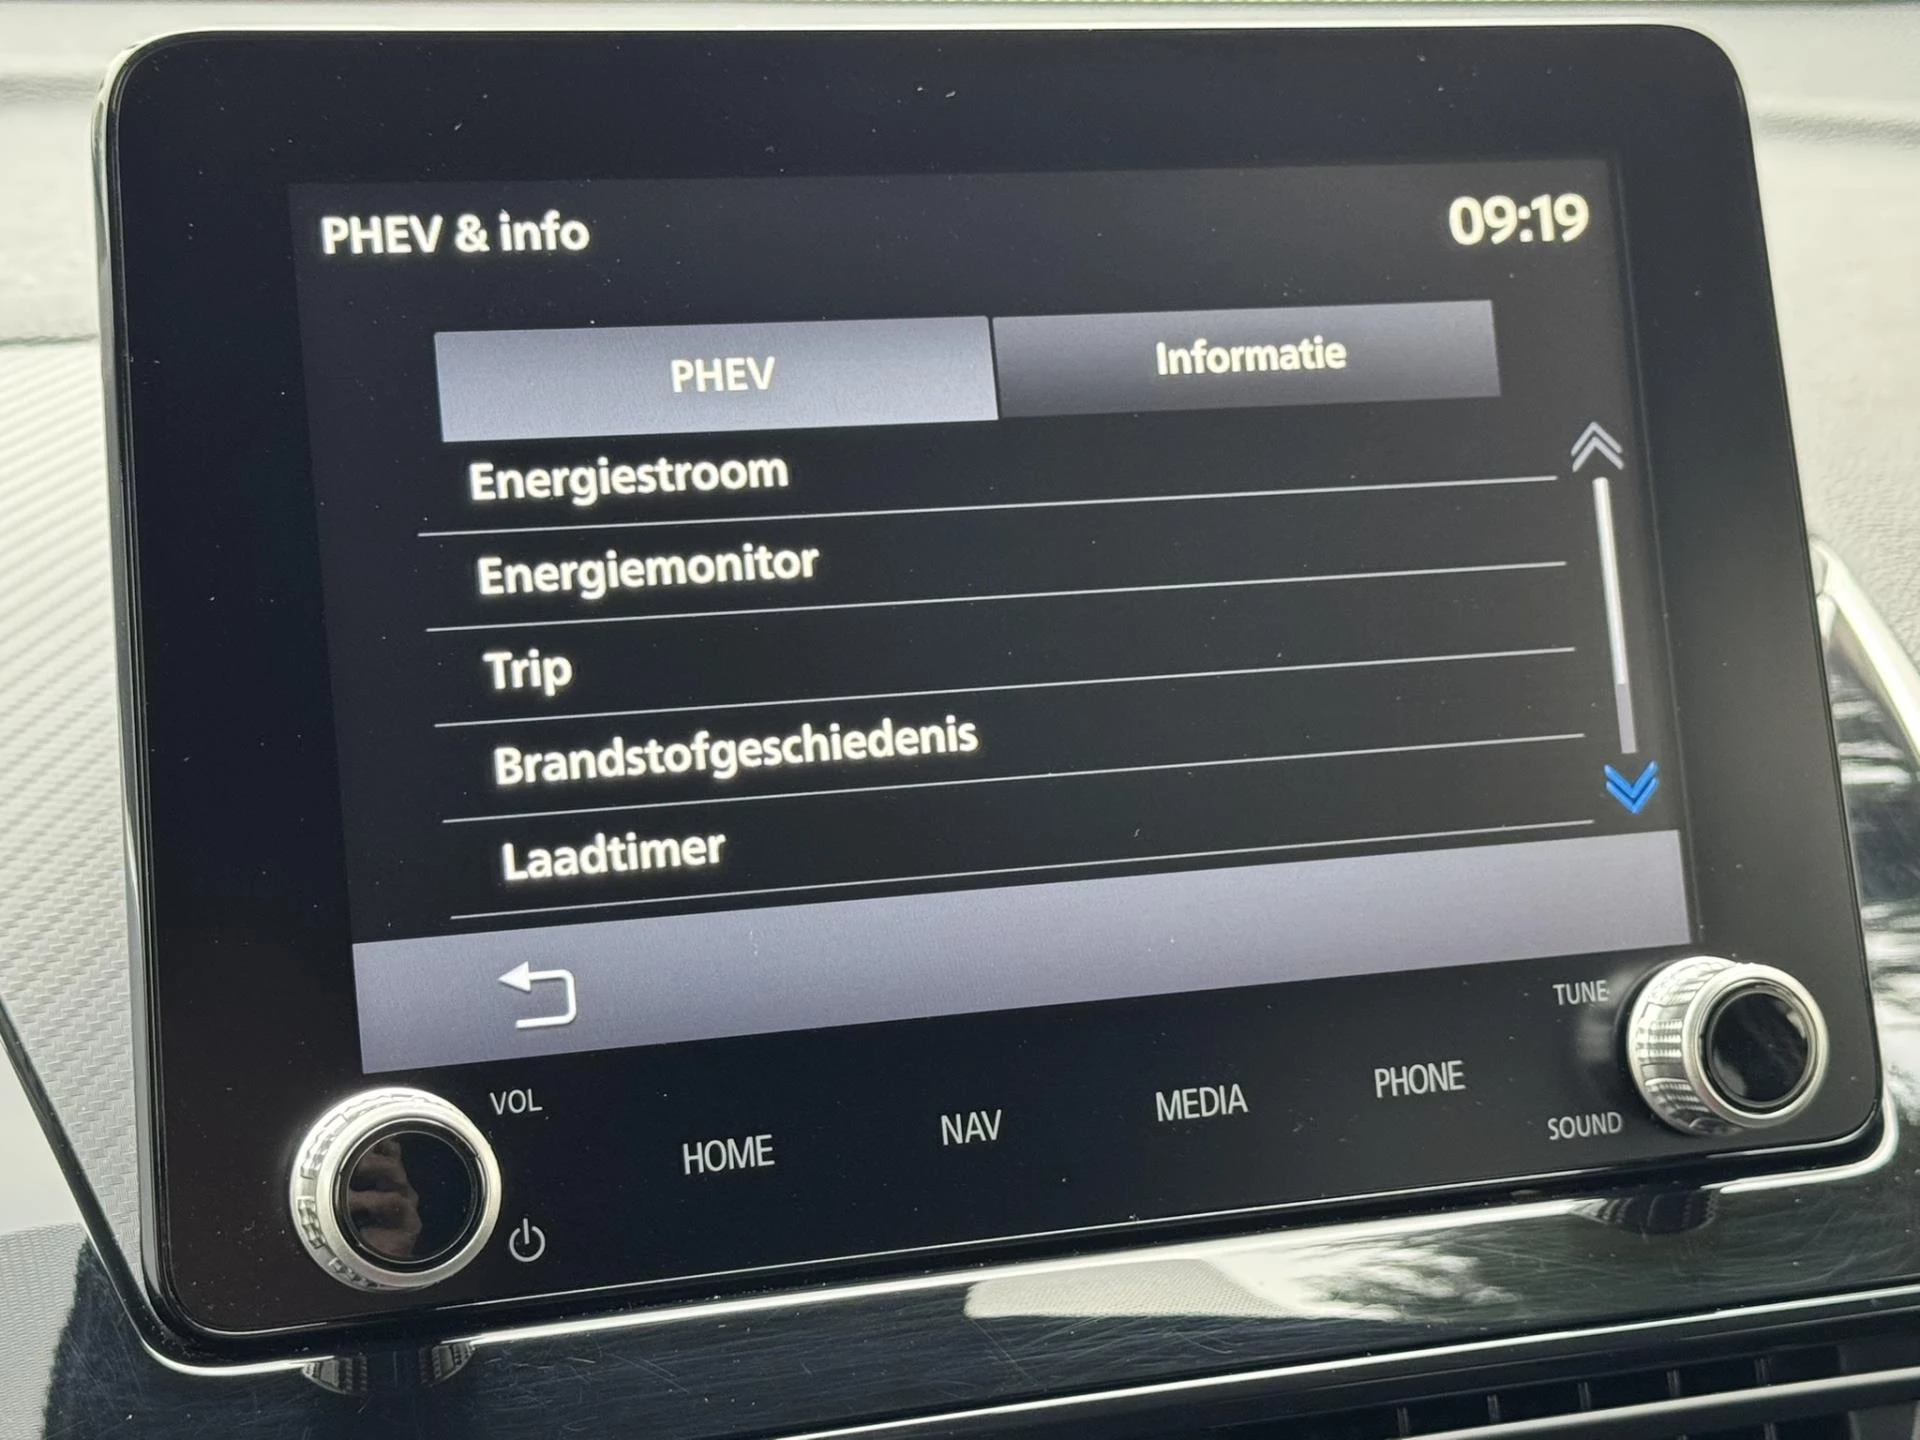 PHEV & info
09:19
PHEV
Informatie
Energiestroom
Energiemonitor
Trip
Brandstofgeschiedenis
Laadtimer
VOL
HOME
NAV
MEDIA
PHONE
TUNE
SOUND